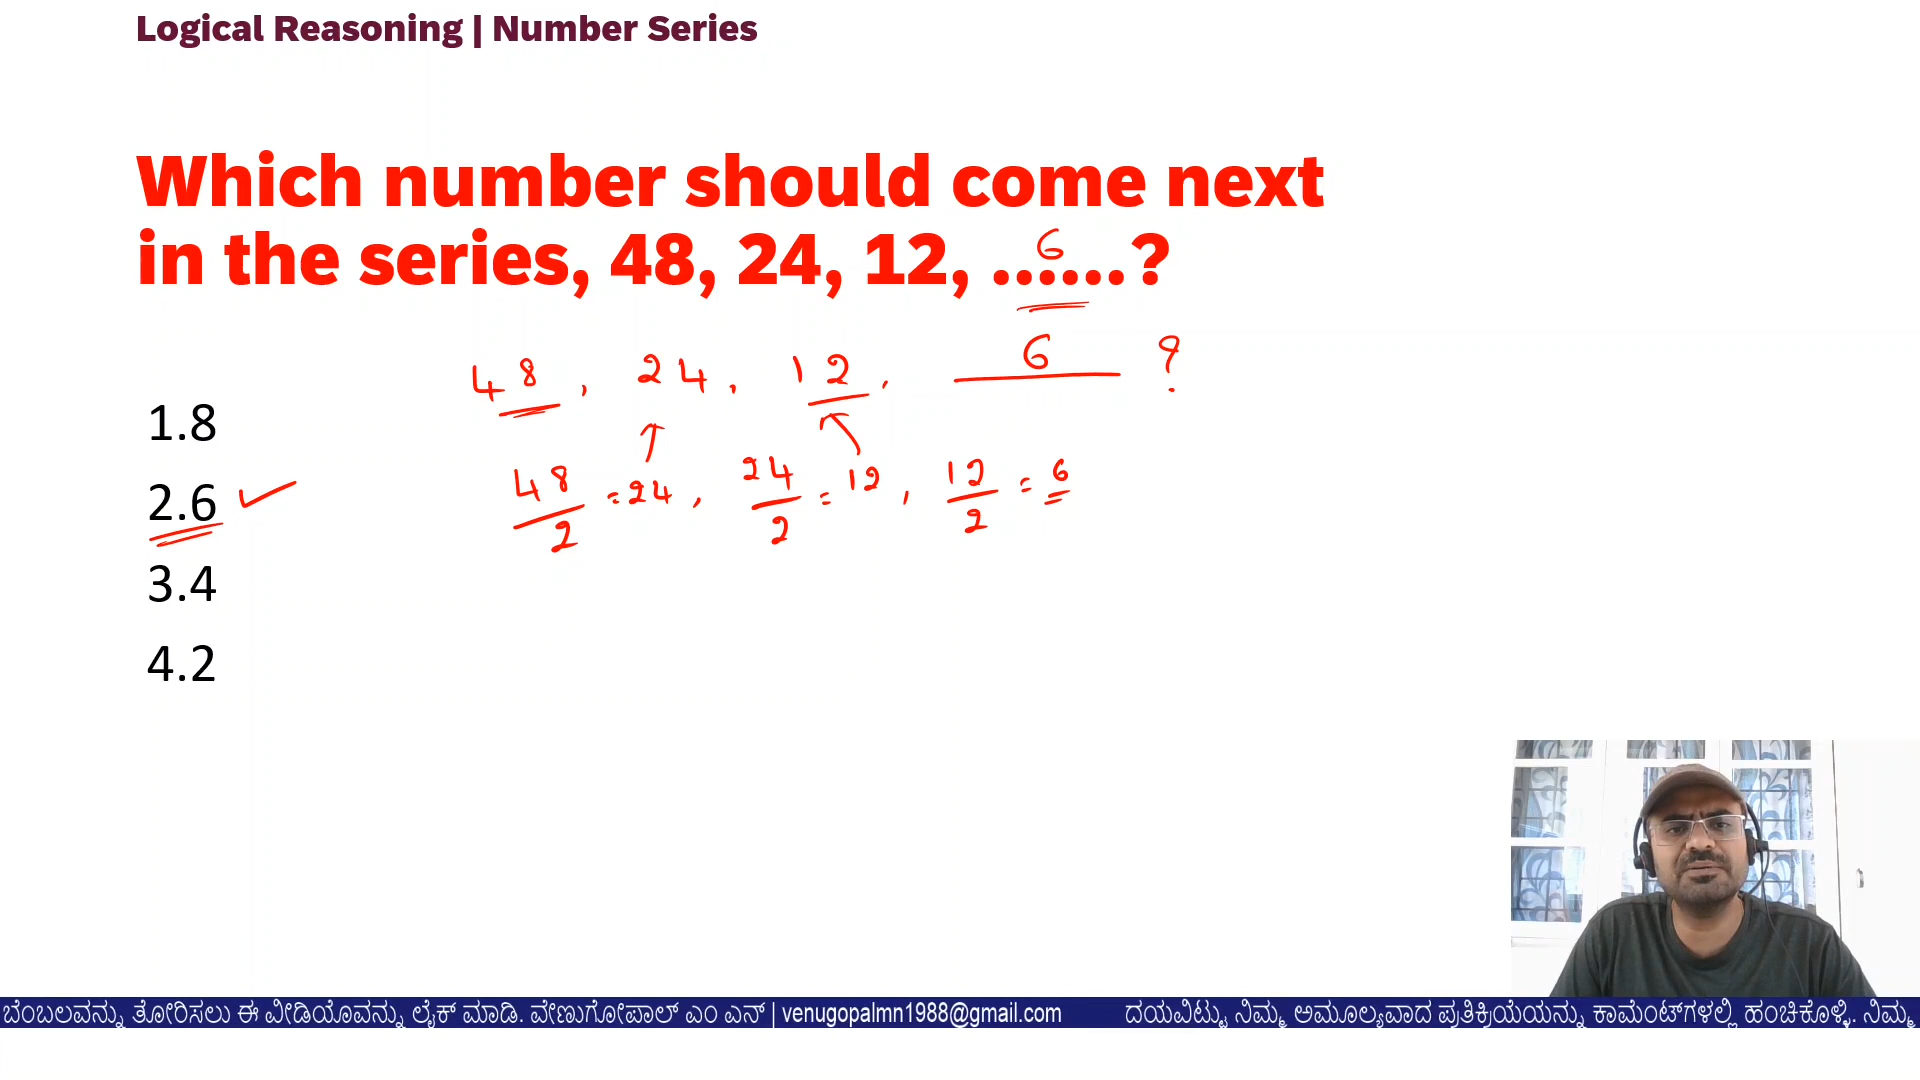 Logical Reasoning | Number Series
Which number should come next
in the series, 48, 24, 12, ......?
6
48, 24, 12, 6 ?
1.8
48/2 = 24, 24/2 = 12, 12/2 = 6
2.6
3.4
4.2
ಬೆಂಬಲವನ್ನು ತೋರಿಸಲು ಈ ವೀಡಿಯೊವನ್ನು ಲೈಕ್ ಮಾಡಿ. ವೇಣುಗೋಪಾಲ್ ಎಂ ಎನ್ | venugopalmn1988@gmail.com ದಯವಿಟ್ಟು ನಿಮ್ಮ ಅಮೂಲ್ಯವಾದ ಪ್ರತಿಕ್ರಿಯೆಯನ್ನು ಕಾಮೆಂಟ್‌ಗಳಲ್ಲಿ ಹಂಚಿಕೊಳ್ಳಿ. ನಿಮ್ಮ